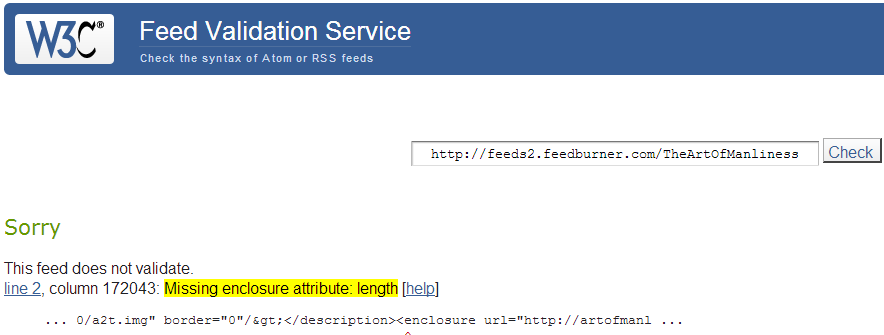 W3C® Feed Validation Service
Check the syntax of Atom or RSS feeds
http://feeds2.feedburner.com/TheArtOfManliness Check
Sorry
This feed does not validate.
line 2, column 172043: Missing enclosure attribute: length [help]
... 0/a2t.img" border="0"/&gt;</description><enclosure url="http://artofmanl ...
^